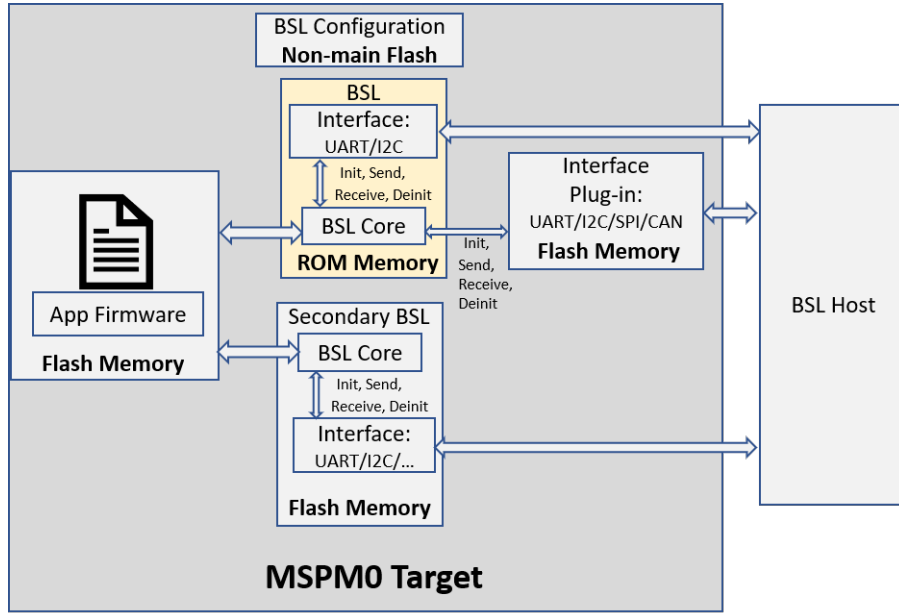 BSL Configuration
Non-main Flash
BSL
Interface:
UART/I2C
Init, Send,
Receive, Deinit
BSL Core
ROM Memory
Interface
Plug-in:
UART/I2C/SPI/CAN
Flash Memory
Init,
Send,
Receive,
Deinit
App Firmware
Flash Memory
Secondary BSL
BSL Core
Init, Send,
Receive, Deinit
Interface:
UART/I2C/...
Flash Memory
BSL Host
MSPM0 Target